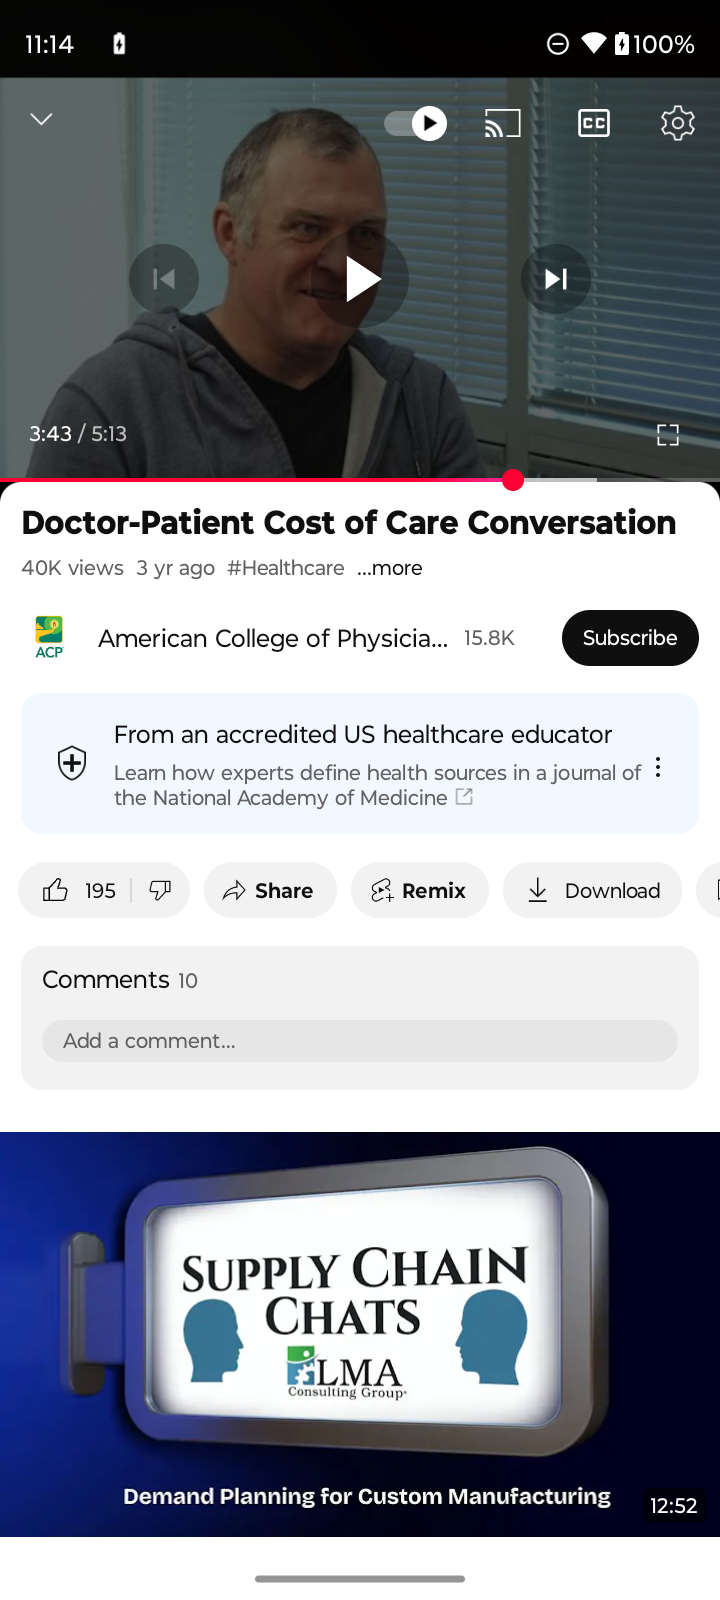 11:14
100%
CC
3:43 / 5:13
Doctor-Patient Cost of Care Conversation
40K views 3 yr ago #Healthcare ...more
ACP
American College of Physicia... 15.8K
Subscribe
From an accredited US healthcare educator
Learn how experts define health sources in a journal of
the National Academy of Medicine
195
Share
Remix
Download
Comments 10
Add a comment...
SUPPLY CHAIN
CHATS
LMA
Consulting Group
Demand Planning for Custom Manufacturing
12:52